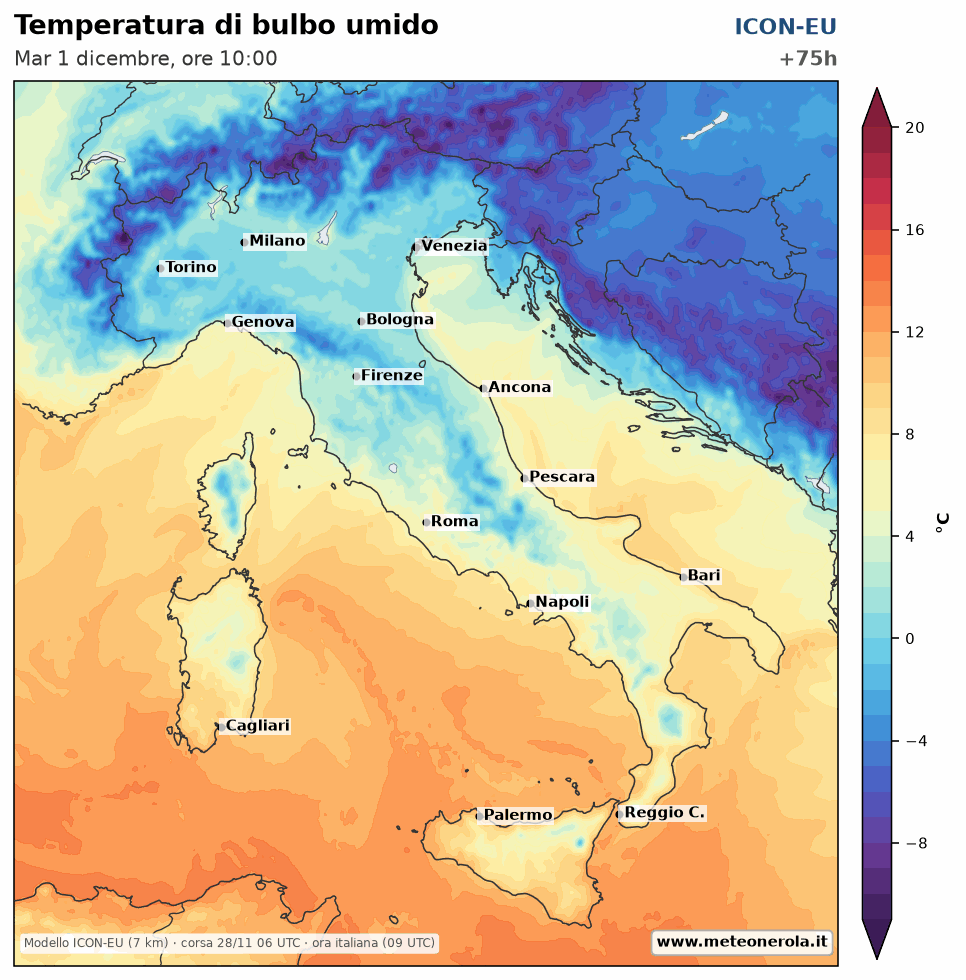 Temperatura di bulbo umido
ICON-EU
Mar 1 dicembre, ore 10:00
+75h
20
16
12
8
4
0
−4
−8
°C
Milano
Venezia
Torino
Genova
Bologna
Firenze
Ancona
Pescara
Roma
Bari
Napoli
Cagliari
Palermo
Reggio C.
Modello ICON-EU (7 km) · corsa 28/11 06 UTC · ora italiana (09 UTC)
www.meteonerola.it